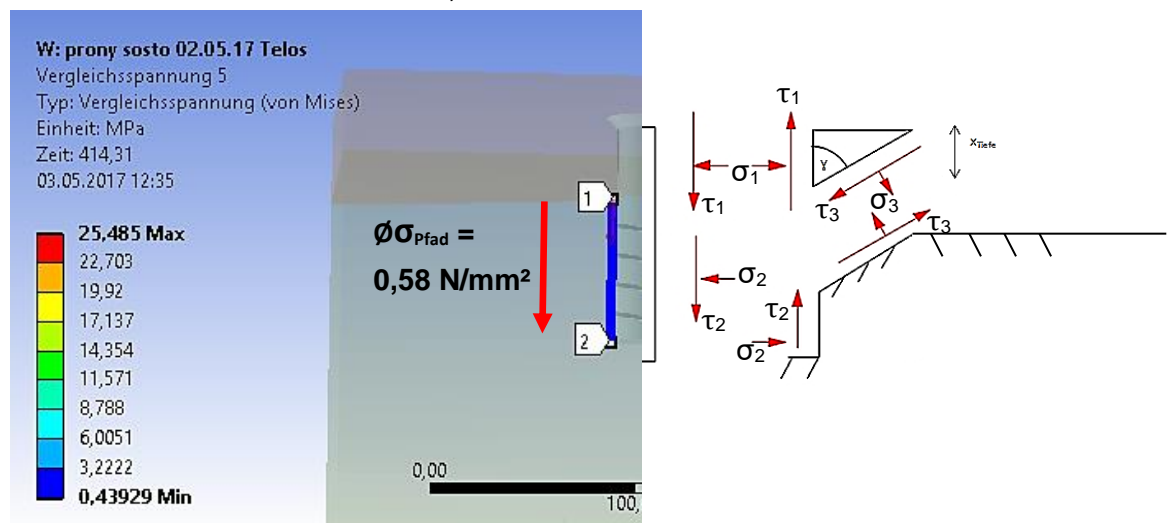 W: prony sosto 02.05.17 Telos
Vergleichsspannung 5
Typ: Vergleichsspannung (von Mises)
Einheit: MPa
Zeit: 414,31
03.05.2017 12:35
25,485 Max
22,703
19,92
17,137
14,354
11,571
8,788
6,0051
3,2222
0,43929 Min
1
ØσPfad =
0,58 N/mm²
2
0,00
100,
τ1
xTiefe
γ
σ1
τ1
τ3
σ3
τ3
σ2
τ2
τ2
σ2